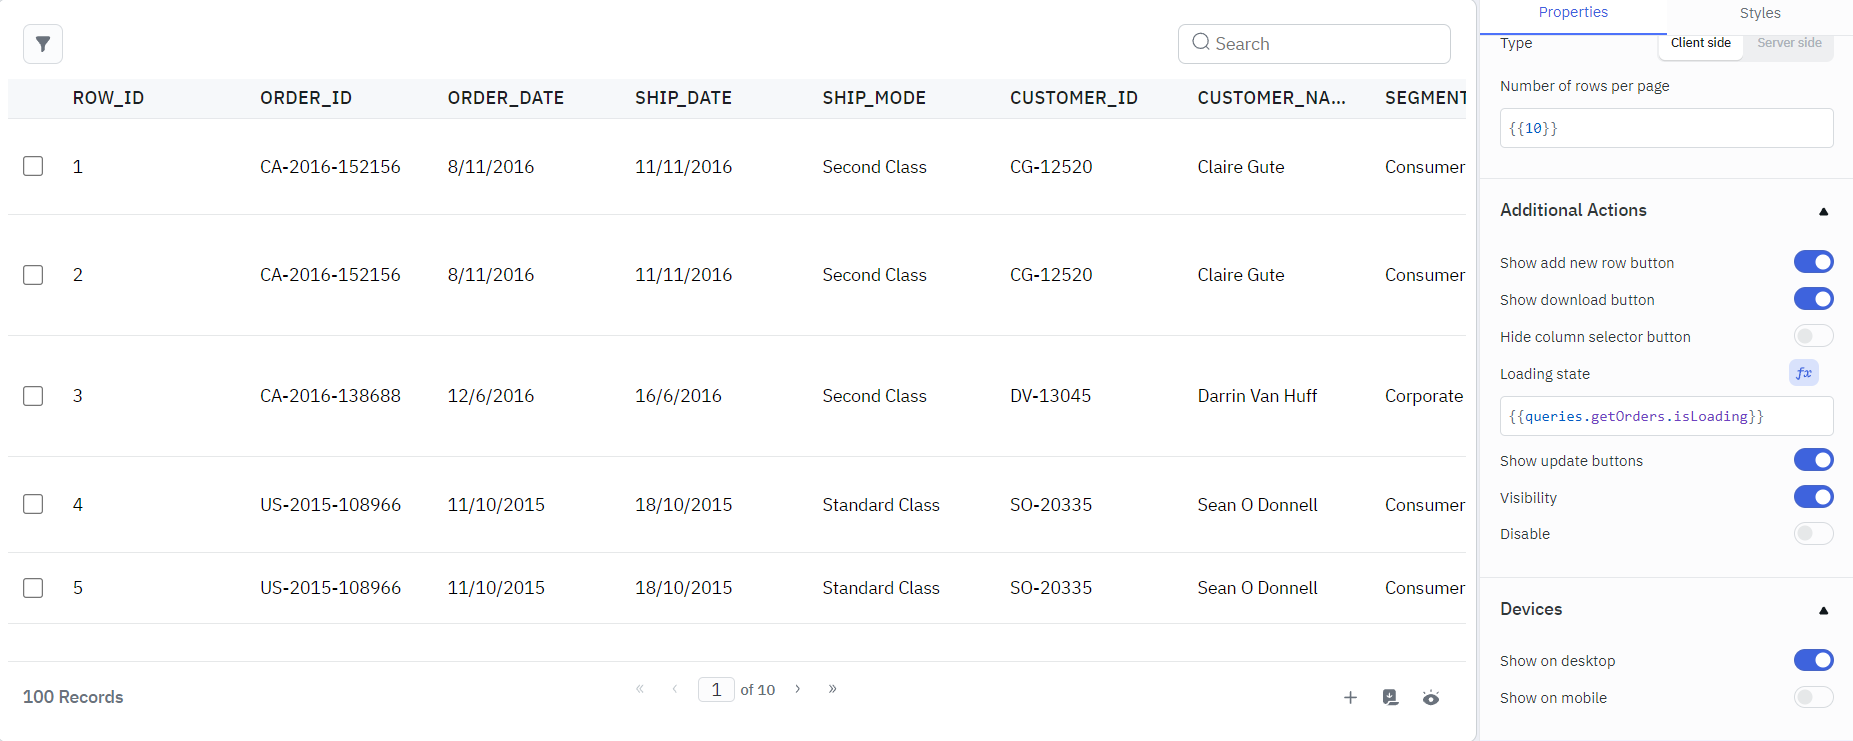 Search
ROW_ID ORDER_ID ORDER_DATE SHIP_DATE SHIP_MODE CUSTOMER_ID CUSTOMER_NA... SEGMENT
1 CA-2016-152156 8/11/2016 11/11/2016 Second Class CG-12520 Claire Gute Consumer
2 CA-2016-152156 8/11/2016 11/11/2016 Second Class CG-12520 Claire Gute Consumer
3 CA-2016-138688 12/6/2016 16/6/2016 Second Class DV-13045 Darrin Van Huff Corporate
4 US-2015-108966 11/10/2015 18/10/2015 Standard Class SO-20335 Sean O Donnell Consumer
5 US-2015-108966 11/10/2015 18/10/2015 Standard Class SO-20335 Sean O Donnell Consumer
100 Records « ‹ 1 of 10 › » +
Properties Styles
Type Client side Server side
Number of rows per page
{{10}}
Additional Actions
Show add new row button
Show download button
Hide column selector button
Loading state fx
{{queries.getOrders.isLoading}}
Show update buttons
Visibility
Disable
Devices
Show on desktop
Show on mobile